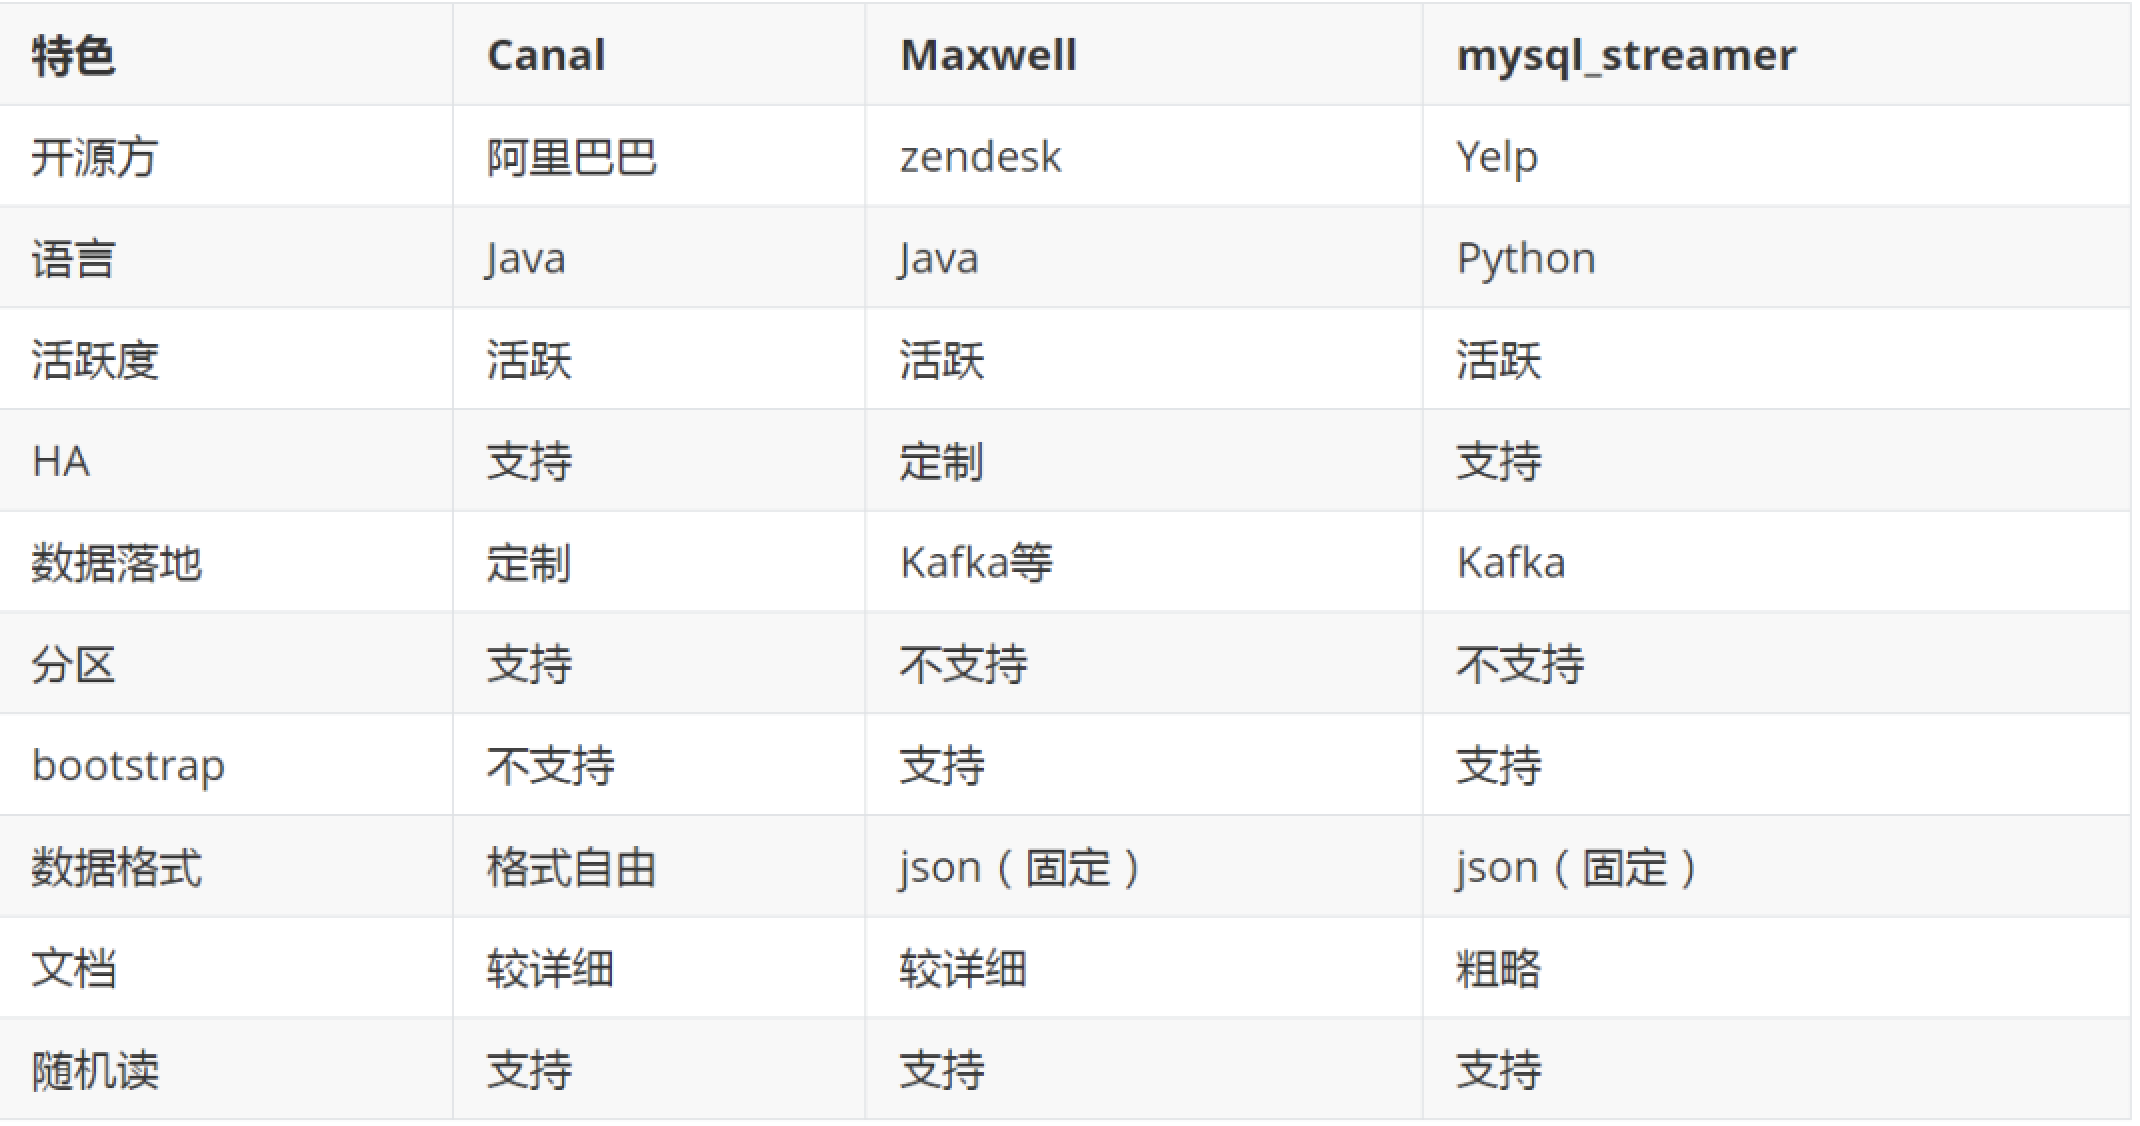 特色 Canal Maxwell mysql_streamer
开源方 阿里巴巴 zendesk Yelp
语言 Java Java Python
活跃度 活跃 活跃 活跃
HA 支持 定制 支持
数据落地 定制 Kafka等 Kafka
分区 支持 不支持 不支持
bootstrap 不支持 支持 支持
数据格式 格式自由 json（固定） json（固定）
文档 较详细 较详细 粗略
随机读 支持 支持 支持